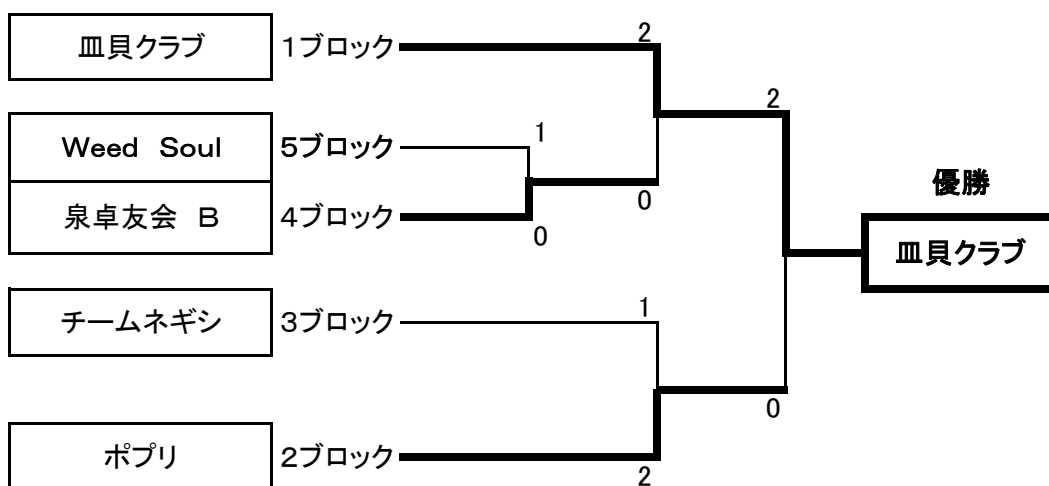 皿貝クラブ 1ブロック 2
2
Weed Soul 5ブロック 1
優勝
泉卓友会 B 4ブロック 0 0
皿貝クラブ
チームネギシ 3ブロック 1
0
ポプリ 2ブロック 2